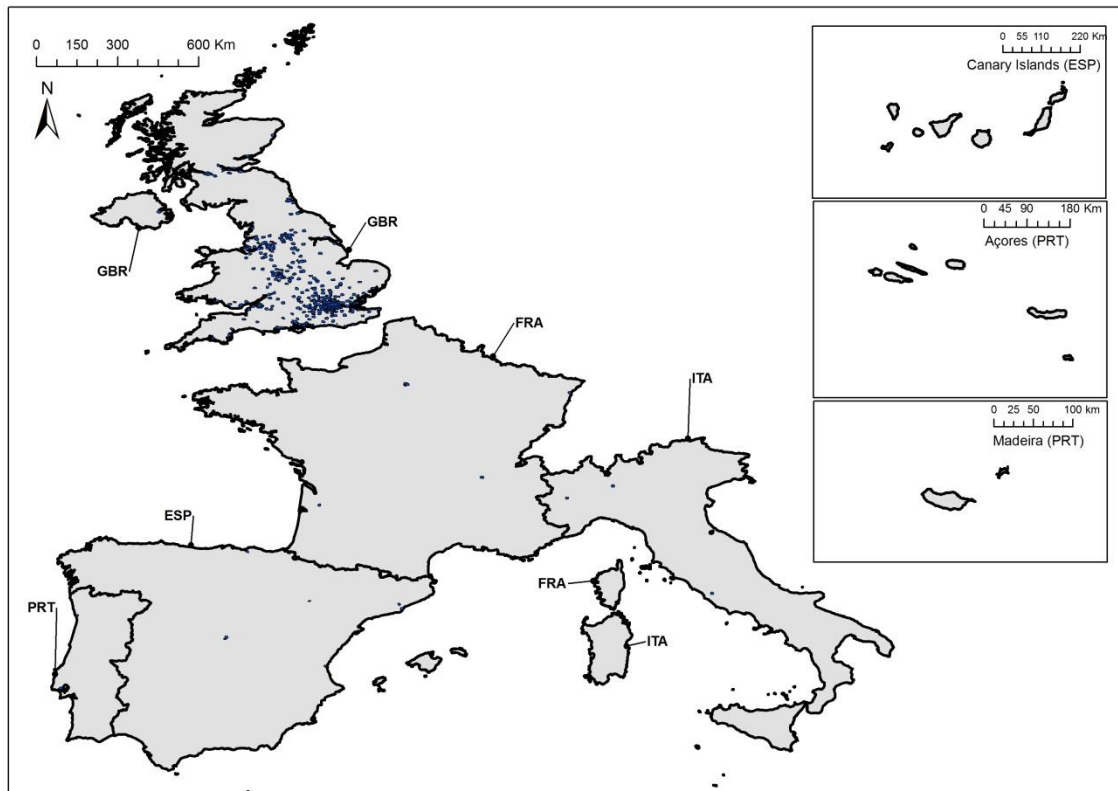 0 150 300 600 Km
N
GBR
GBR
FRA
ITA
ESP
PRT
FRA
ITA
0 55 110 220 Km
Canary Islands (ESP)
0 45 90 180 Km
Açores (PRT)
0 25 50 100 km
Madeira (PRT)